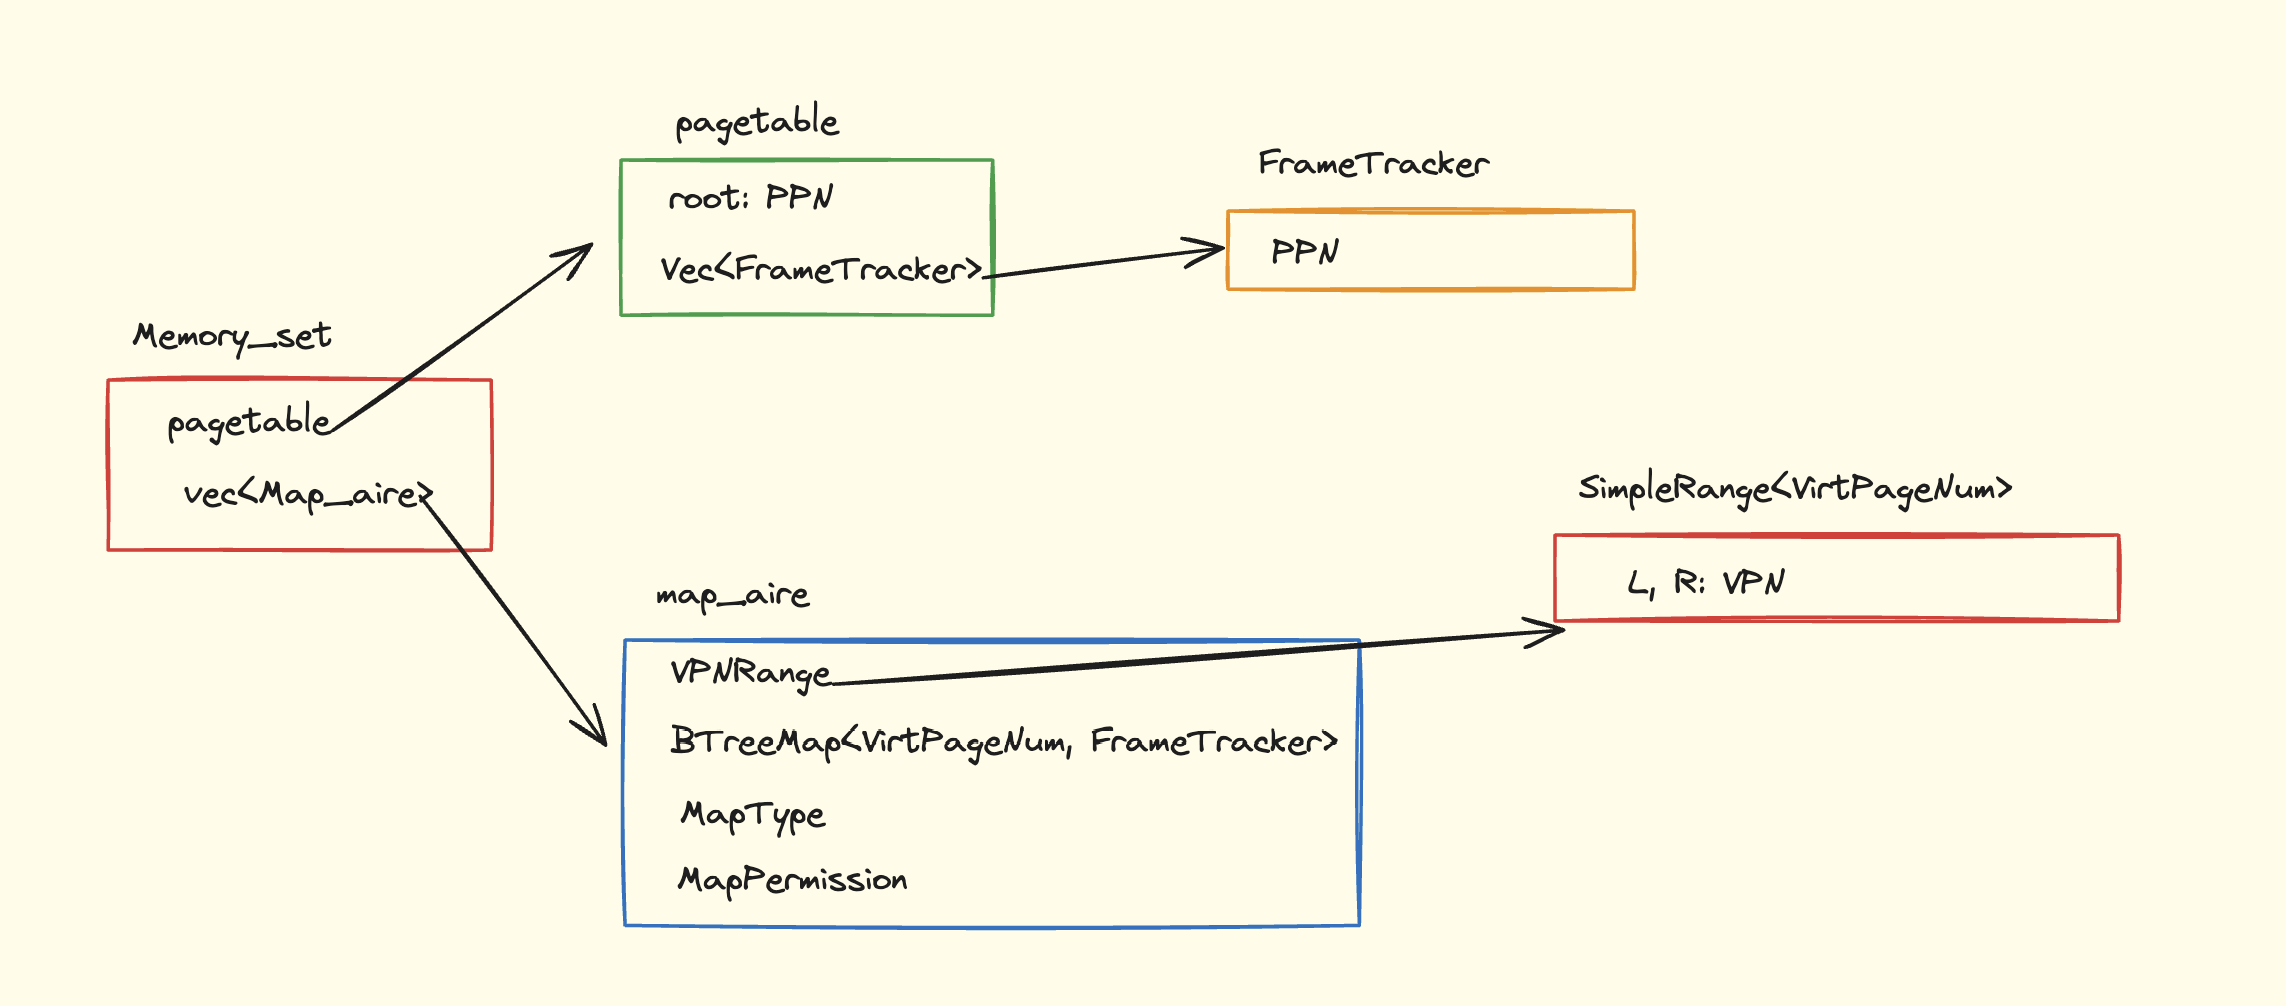 pagetable
root: PPN
Vec<FrameTracker>
FrameTracker
PPN
Memory_set
pagetable
vec<Map_aire>
SimpleRange<VirtPageNum>
L, R: VPN
map_aire
VPNRange
BTreeMap<VirtPageNum, FrameTracker>
MapType
MapPermission